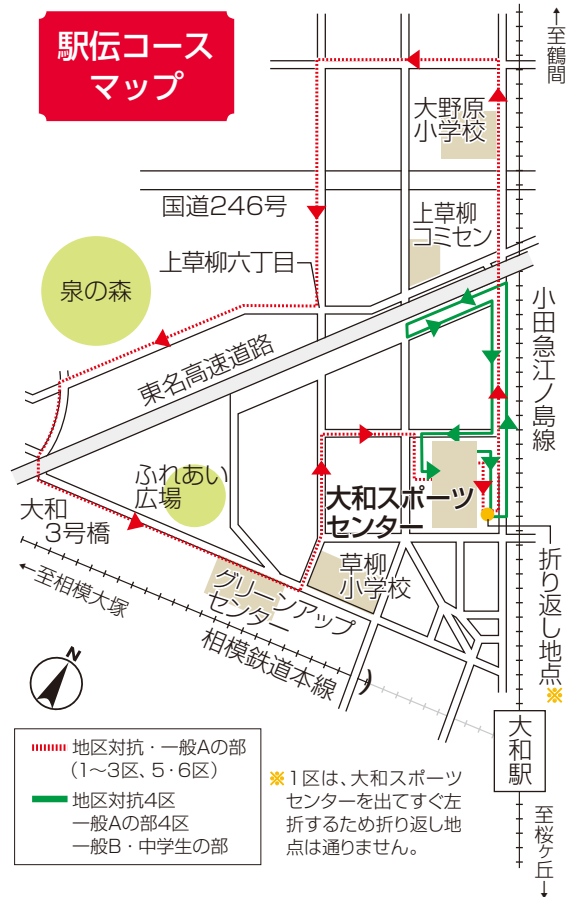 駅伝コース
マップ
←至鶴間
大野原
小学校
国道246号
上草柳
コミセン
上草柳六丁目
泉の森
東名高速道路
小田急江ノ島線
ふれあい
広場
大和スポーツ
センター
大和
3号橋
草柳
小学校
←至相模大塚
グリーンアップ
センター
相模鉄道本線
折り返し地点※
N
大和駅
至桜ヶ丘→
地区対抗・一般Aの部
(1～3区、5・6区)
地区対抗4区
一般Aの部4区
一般B・中学生の部
※1区は、大和スポーツ
センターを出てすぐ左
折するため折り返し地
点は通りません。